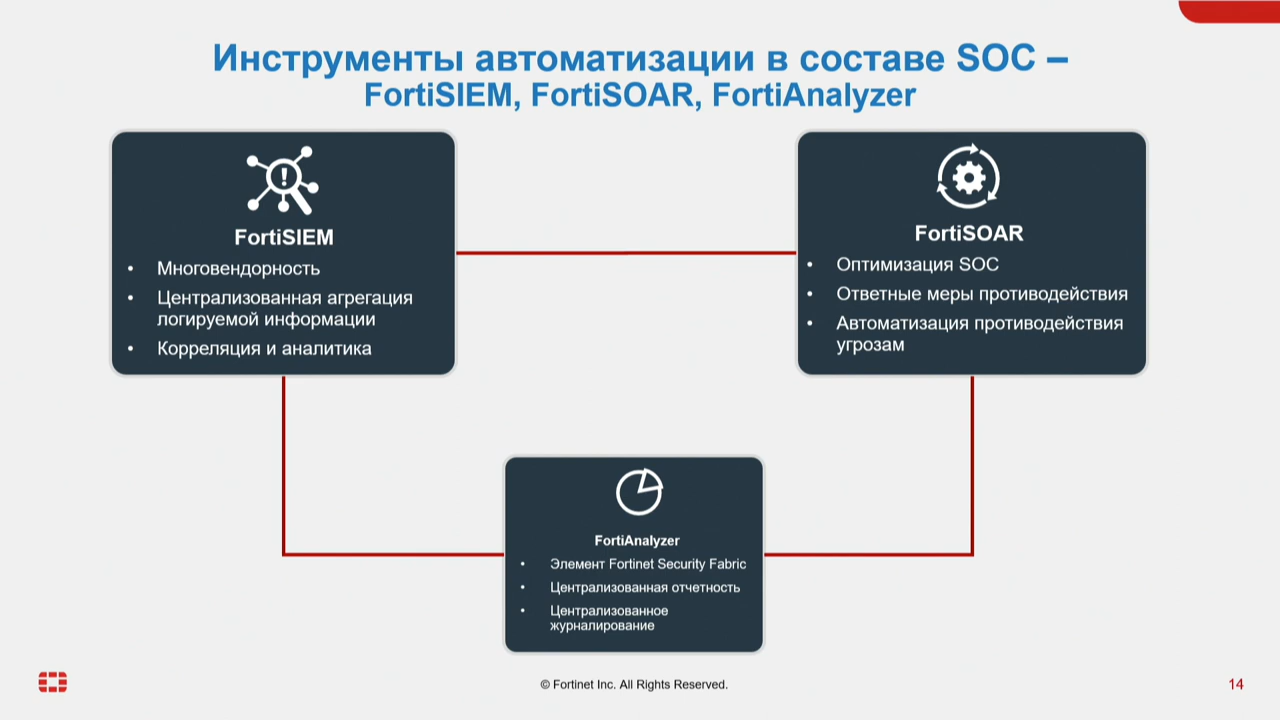 Инструменты автоматизации в составе SOC –
FortiSIEM, FortiSOAR, FortiAnalyzer
FortiSIEM
• Многовендорность
• Централизованная агрегация
логируемой информации
• Корреляция и аналитика
FortiSOAR
• Оптимизация SOC
• Ответные меры противодействия
• Автоматизация противодействия
угрозам
FortiAnalyzer
• Элемент Fortinet Security Fabric
• Централизованная отчетность
• Централизованное
журналирование
© Fortinet Inc. All Rights Reserved.
14